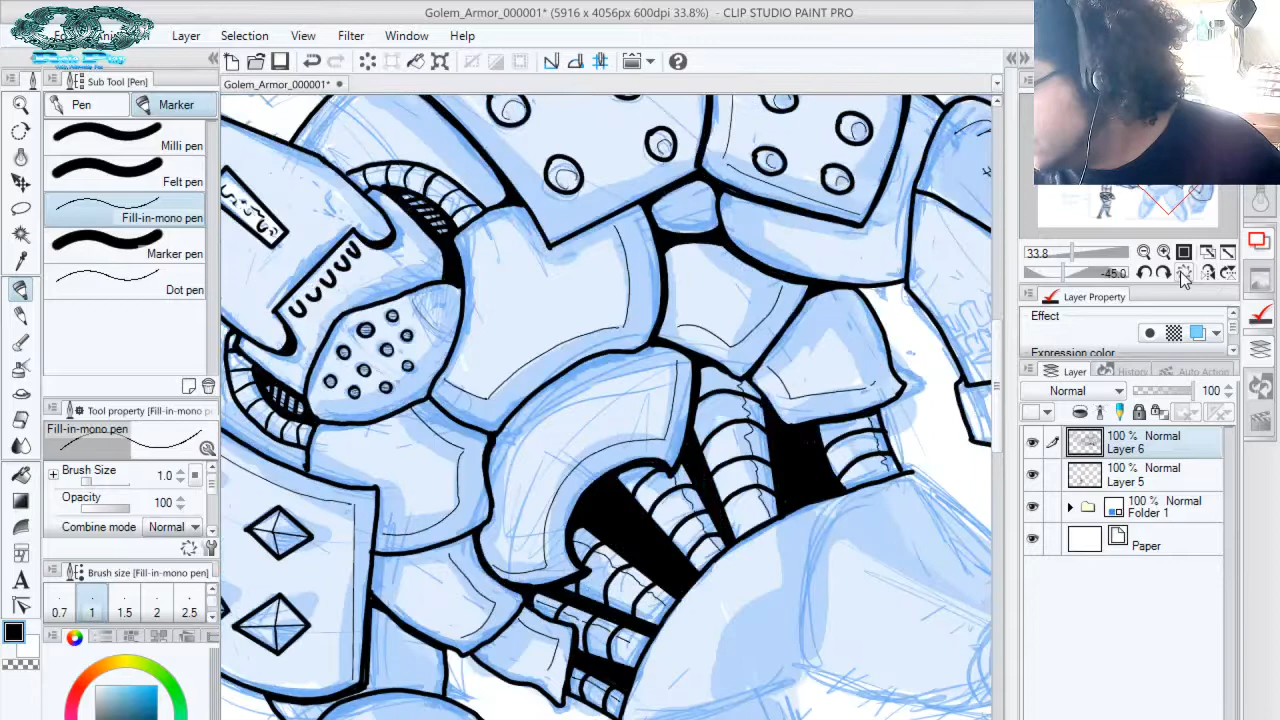 Golem_Armor_000001* (5916 x 4056px 600dpi 33.8%) - CLIP STUDIO PAINT PRO
Layer Selection View Filter Window Help
Sub Tool [Pen]
Golem_Armor_000001*
Pen Marker
Milli pen
Felt pen
Fill-in-mono pen
Marker pen
Dot pen
Tool property [Fill-in-mono p
Fill-in-mono pen
Brush Size 1.0
Opacity 100
Combine mode Normal
Brush size [Fill-in-mono pen]
0.7 1 1.5 2 2.5
33.8
-45.0
Layer Property
Effect
Expression color
Layer History Auto Action
Normal 100
100 % Normal
Layer 6
100 % Normal
Layer 5
100 % Normal
Folder 1
Paper